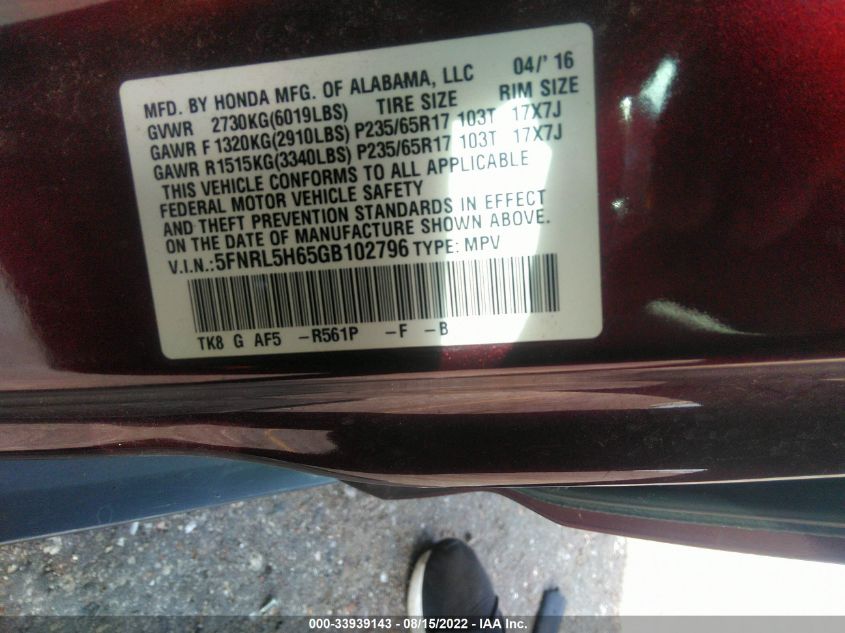 MFD. BY HONDA MFG. OF ALABAMA, LLC 04/'16
GVWR 2730KG(6019LBS) TIRE SIZE RIM SIZE
GAWR F 1320KG(2910LBS) P235/65R17 103T 17X7J
GAWR R 1515KG(3340LBS) P235/65R17 103T 17X7J
THIS VEHICLE CONFORMS TO ALL APPLICABLE
FEDERAL MOTOR VEHICLE SAFETY
AND THEFT PREVENTION STANDARDS IN EFFECT
ON THE DATE OF MANUFACTURE SHOWN ABOVE.
V.I.N.:5FNRL5H65GB102796 TYPE: MPV
TK8 G AF5 -R561P -F -B
000-33939143 - 08/15/2022 - IAA Inc.